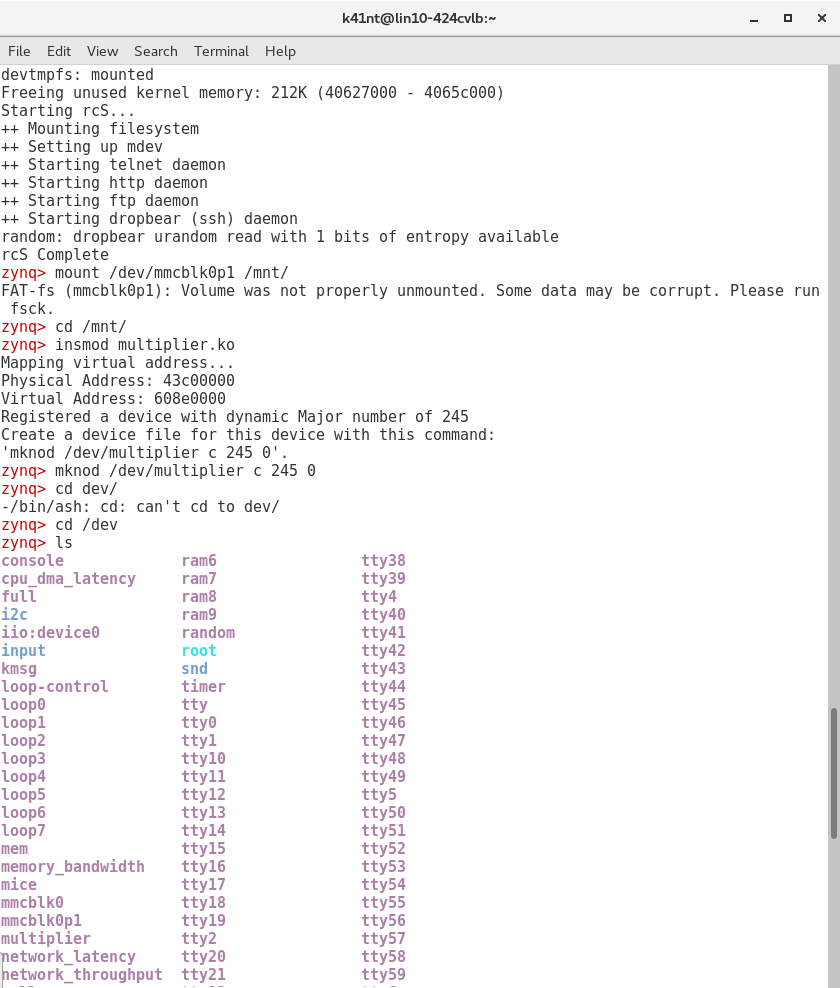 k41nt@lin10-424cvlb:~
File Edit View Search Terminal Help
devtmpfs: mounted
Freeing unused kernel memory: 212K (40627000 - 4065c000)
Starting rcS...
++ Mounting filesystem
++ Setting up mdev
++ Starting telnet daemon
++ Starting http daemon
++ Starting ftp daemon
++ Starting dropbear (ssh) daemon
random: dropbear urandom read with 1 bits of entropy available
rcS Complete
zynq> mount /dev/mmcblk0p1 /mnt/
FAT-fs (mmcblk0p1): Volume was not properly unmounted. Some data may be corrupt. Please run
 fsck.
zynq> cd /mnt/
zynq> insmod multiplier.ko
Mapping virtual address...
Physical Address: 43c00000
Virtual Address: 608e0000
Registered a device with dynamic Major number of 245
Create a device file for this device with this command:
'mknod /dev/multiplier c 245 0'.
zynq> mknod /dev/multiplier c 245 0
zynq> cd dev/
-/bin/ash: cd: can't cd to dev/
zynq> cd /dev
zynq> ls
console             ram6                tty38
cpu_dma_latency     ram7                tty39
full                ram8                tty4
i2c                 ram9                tty40
iio:device0         random              tty41
input               root                tty42
kmsg                snd                 tty43
loop-control        timer               tty44
loop0               tty                 tty45
loop1               tty0                tty46
loop2               tty1                tty47
loop3               tty10               tty48
loop4               tty11               tty49
loop5               tty12               tty5
loop6               tty13               tty50
loop7               tty14               tty51
mem                 tty15               tty52
memory_bandwidth    tty16               tty53
mice                tty17               tty54
mmcblk0             tty18               tty55
mmcblk0p1           tty19               tty56
multiplier          tty2                tty57
network_latency     tty20               tty58
network_throughput  tty21               tty59